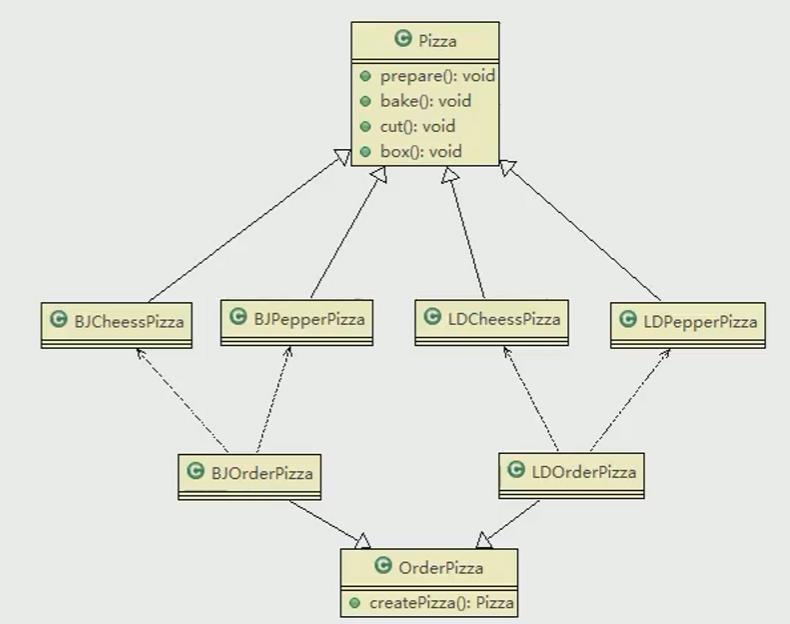 Pizza
prepare(): void
bake(): void
cut(): void
box(): void
BJCheessPizza
BJPepperPizza
LDCheessPizza
LDPepperPizza
BJOrderPizza
LDOrderPizza
OrderPizza
createPizza(): Pizza